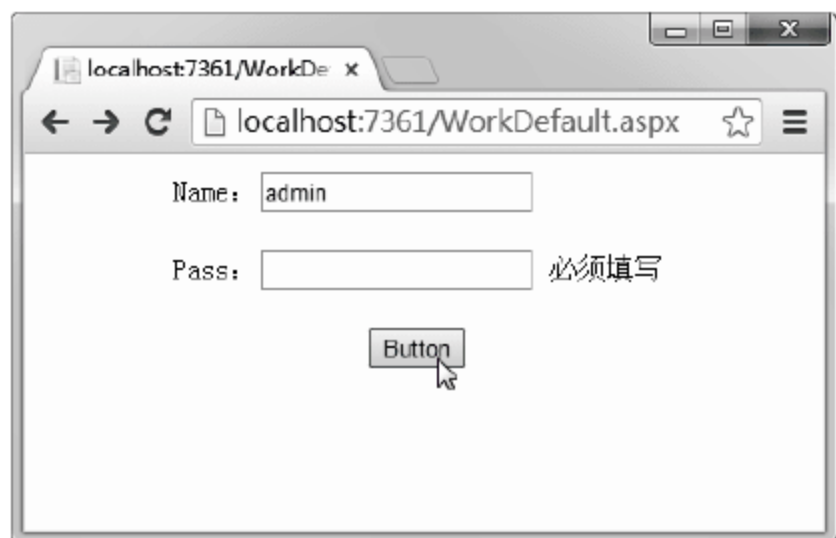 localhost:7361/WorkDe
localhost:7361/WorkDefault.aspx
Name： admin
Pass： 必须填写
Button